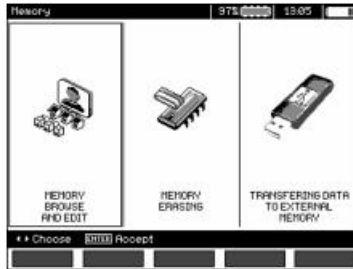 Memory 97% 13:05
MEMORY
BROWSE
AND EDIT
MEMORY
ERASING
TRANSFERING DATA
TO EXTERNAL
MEMORY
Choose ENTER Accept